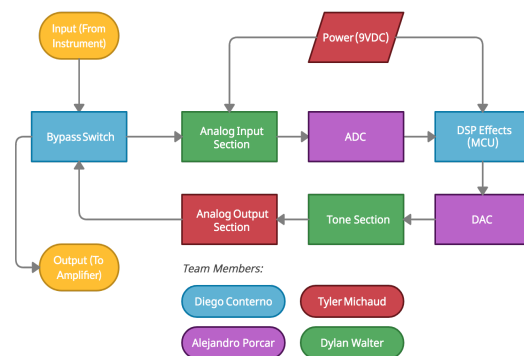 Input (From
Instrument)
Power (9VDC)
Bypass Switch
Analog Input
Section
ADC
DSP Effects
(MCU)
Analog Output
Section
Tone Section
DAC
Output (To
Amplifier)
Team Members:
Diego Conterno
Tyler Michaud
Alejandro Porcar
Dylan Walter